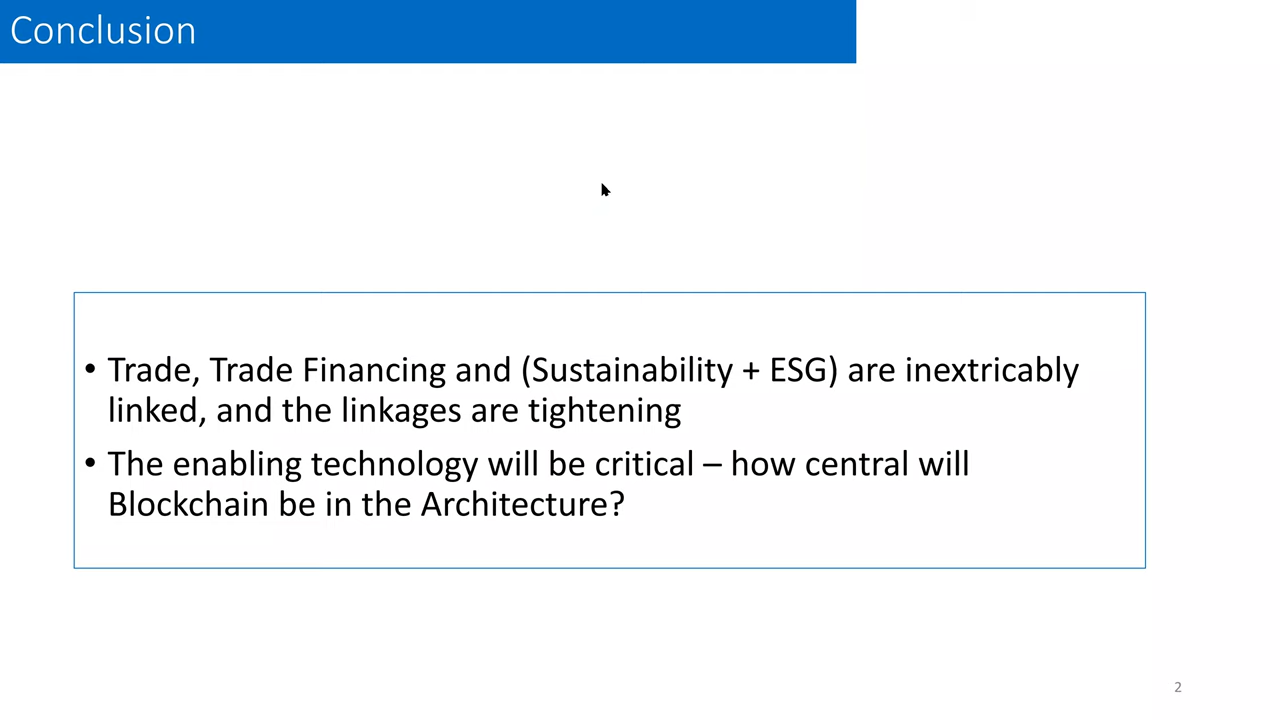 Conclusion
• Trade, Trade Financing and (Sustainability + ESG) are inextricably
linked, and the linkages are tightening
• The enabling technology will be critical – how central will
Blockchain be in the Architecture?
2